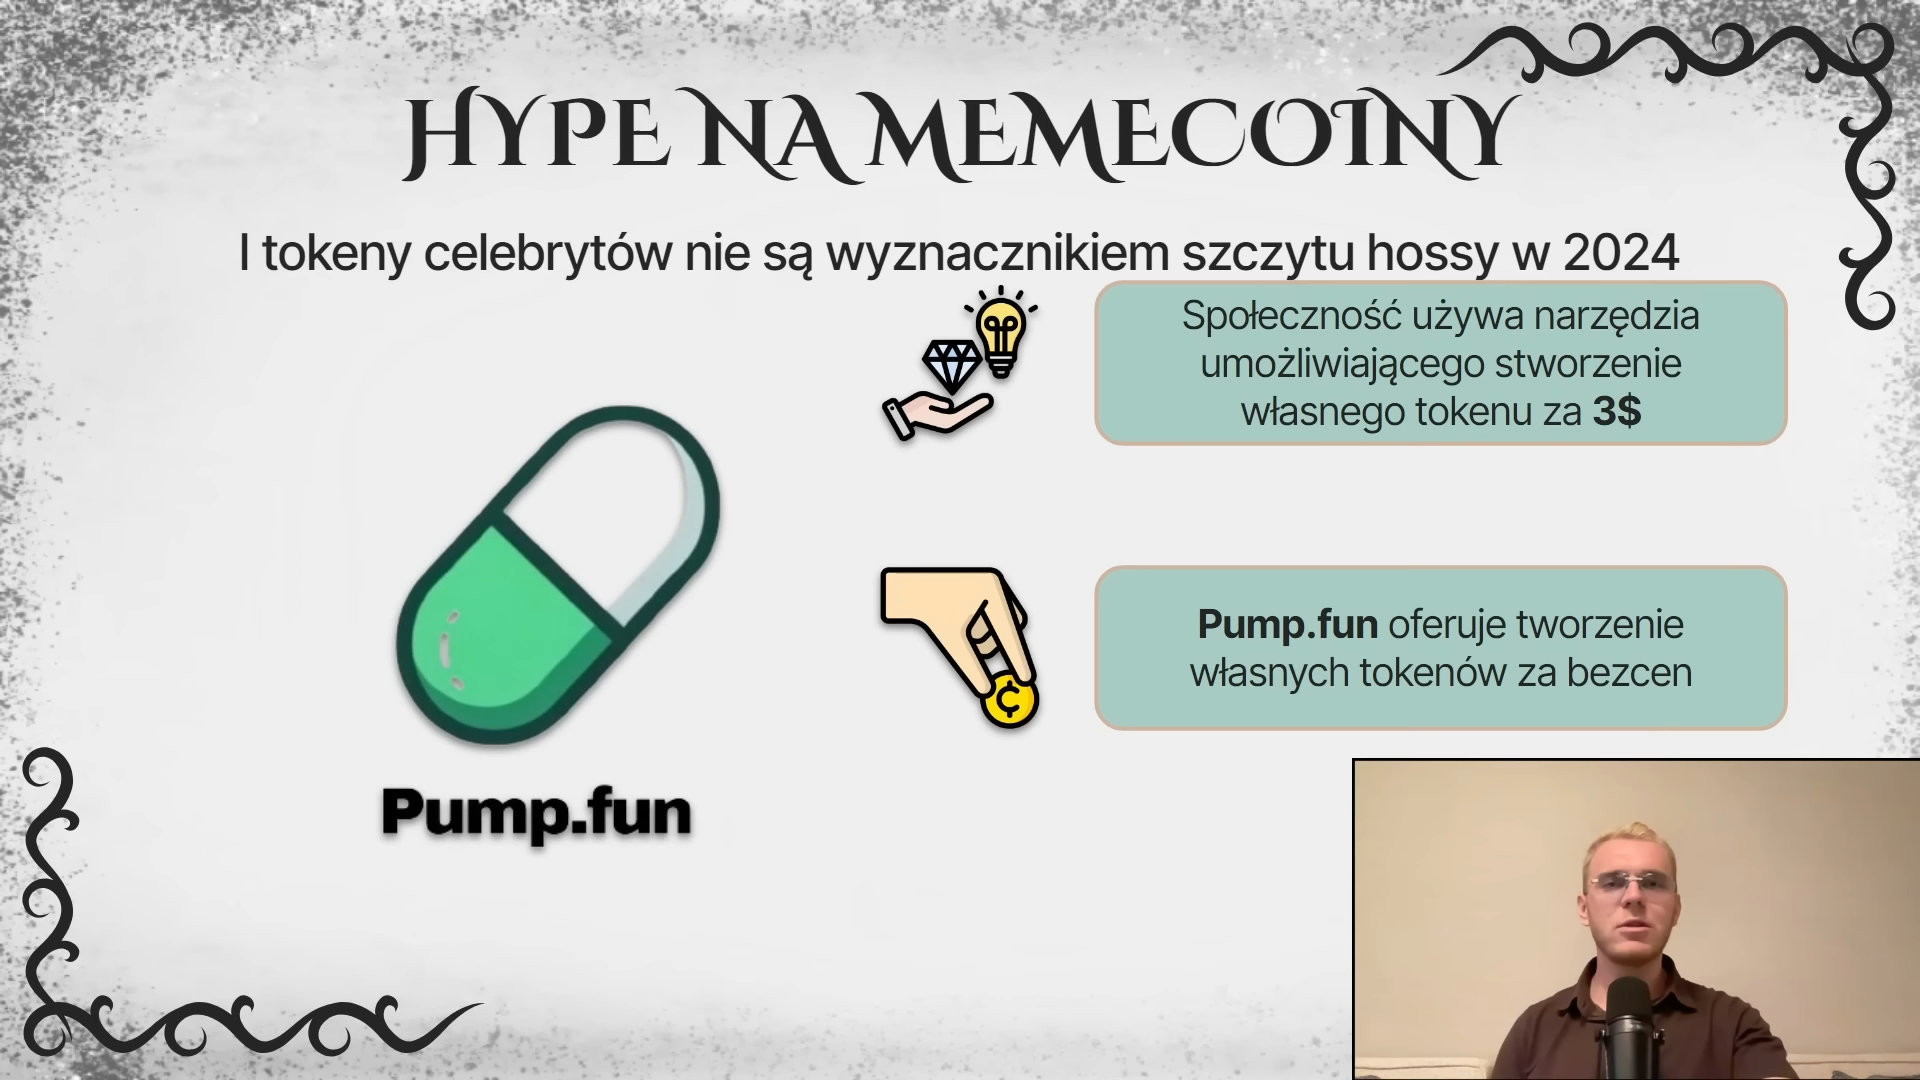 HYPE NA MEMECOINY
I tokeny celebrytów nie są wyznacznikiem szczytu hossy w 2024
Społeczność używa narzędzia
umożliwiającego stworzenie
własnego tokenu za 3$
Pump.fun oferuje tworzenie
własnych tokenów za bezcen
Pump.fun